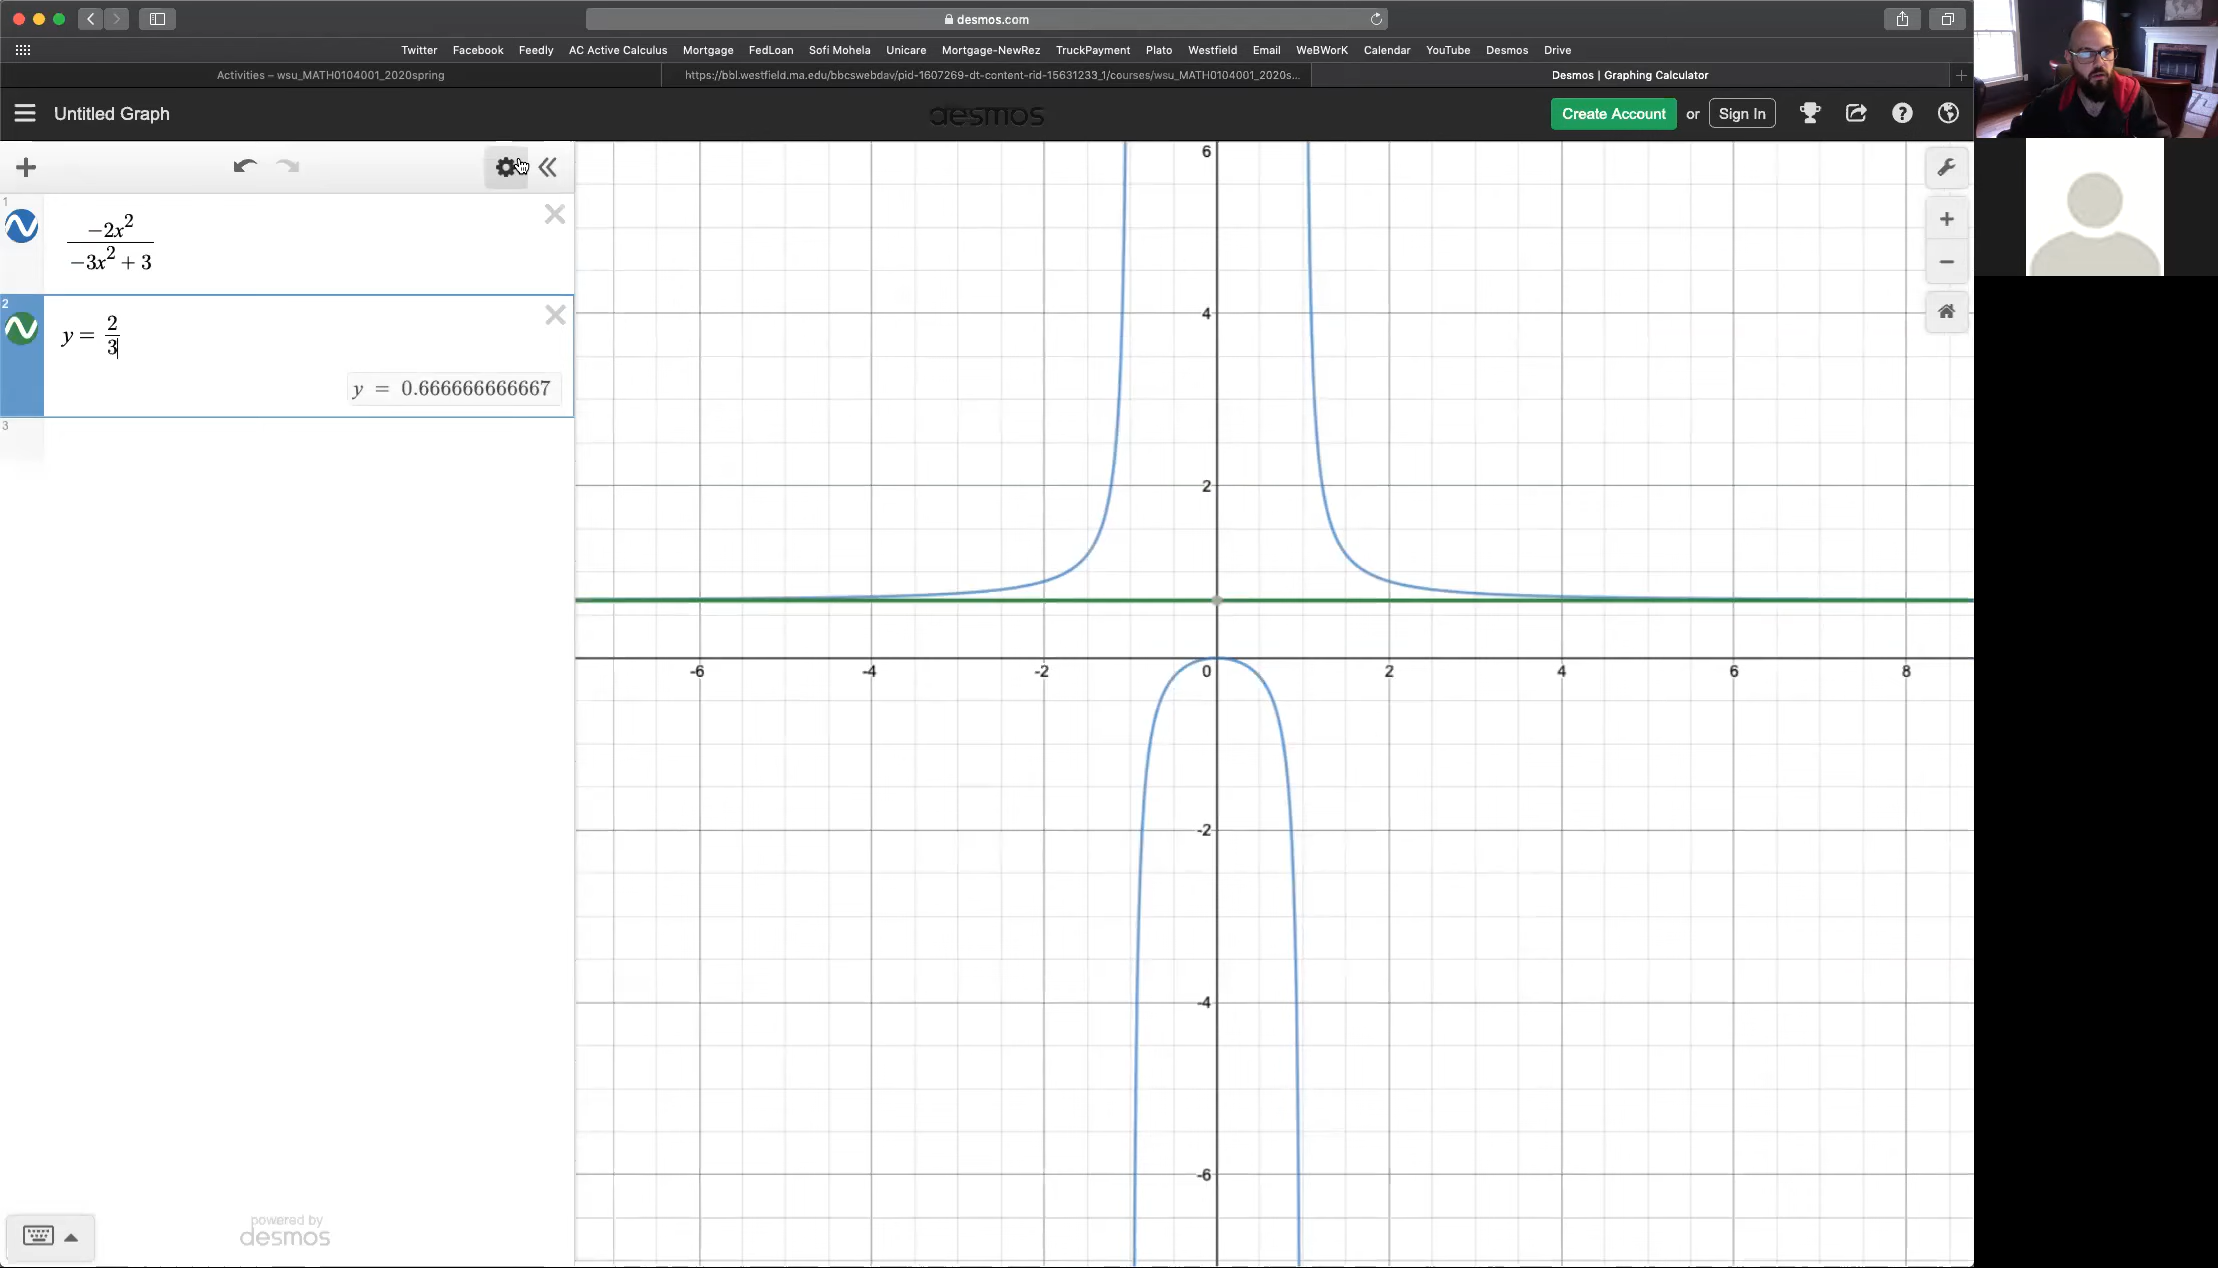 desmos.com
Twitter Facebook Feedly AC Active Calculus Mortgage FedLoan Sofi Mohela Unicare Mortgage-NewRez TruckPayment Plato Westfield Email WeBWorK Calendar YouTube Desmos Drive
Activities – wsu_MATH0104001_2020spring
https://bbl.westfield.ma.edu/bbcswebdav/pid-1607269-dt-content-rid-15631233_1/courses/wsu_MATH0104001_2020s...
Desmos | Graphing Calculator
Untitled Graph
desmos
Create Account or Sign In
1
−2x²
−3x² + 3
2
y = 2/3
y = 0.666666666667
3
6
4
2
-6 -4 -2 0 2 4 6 8
-2
-4
-6
powered by
desmos